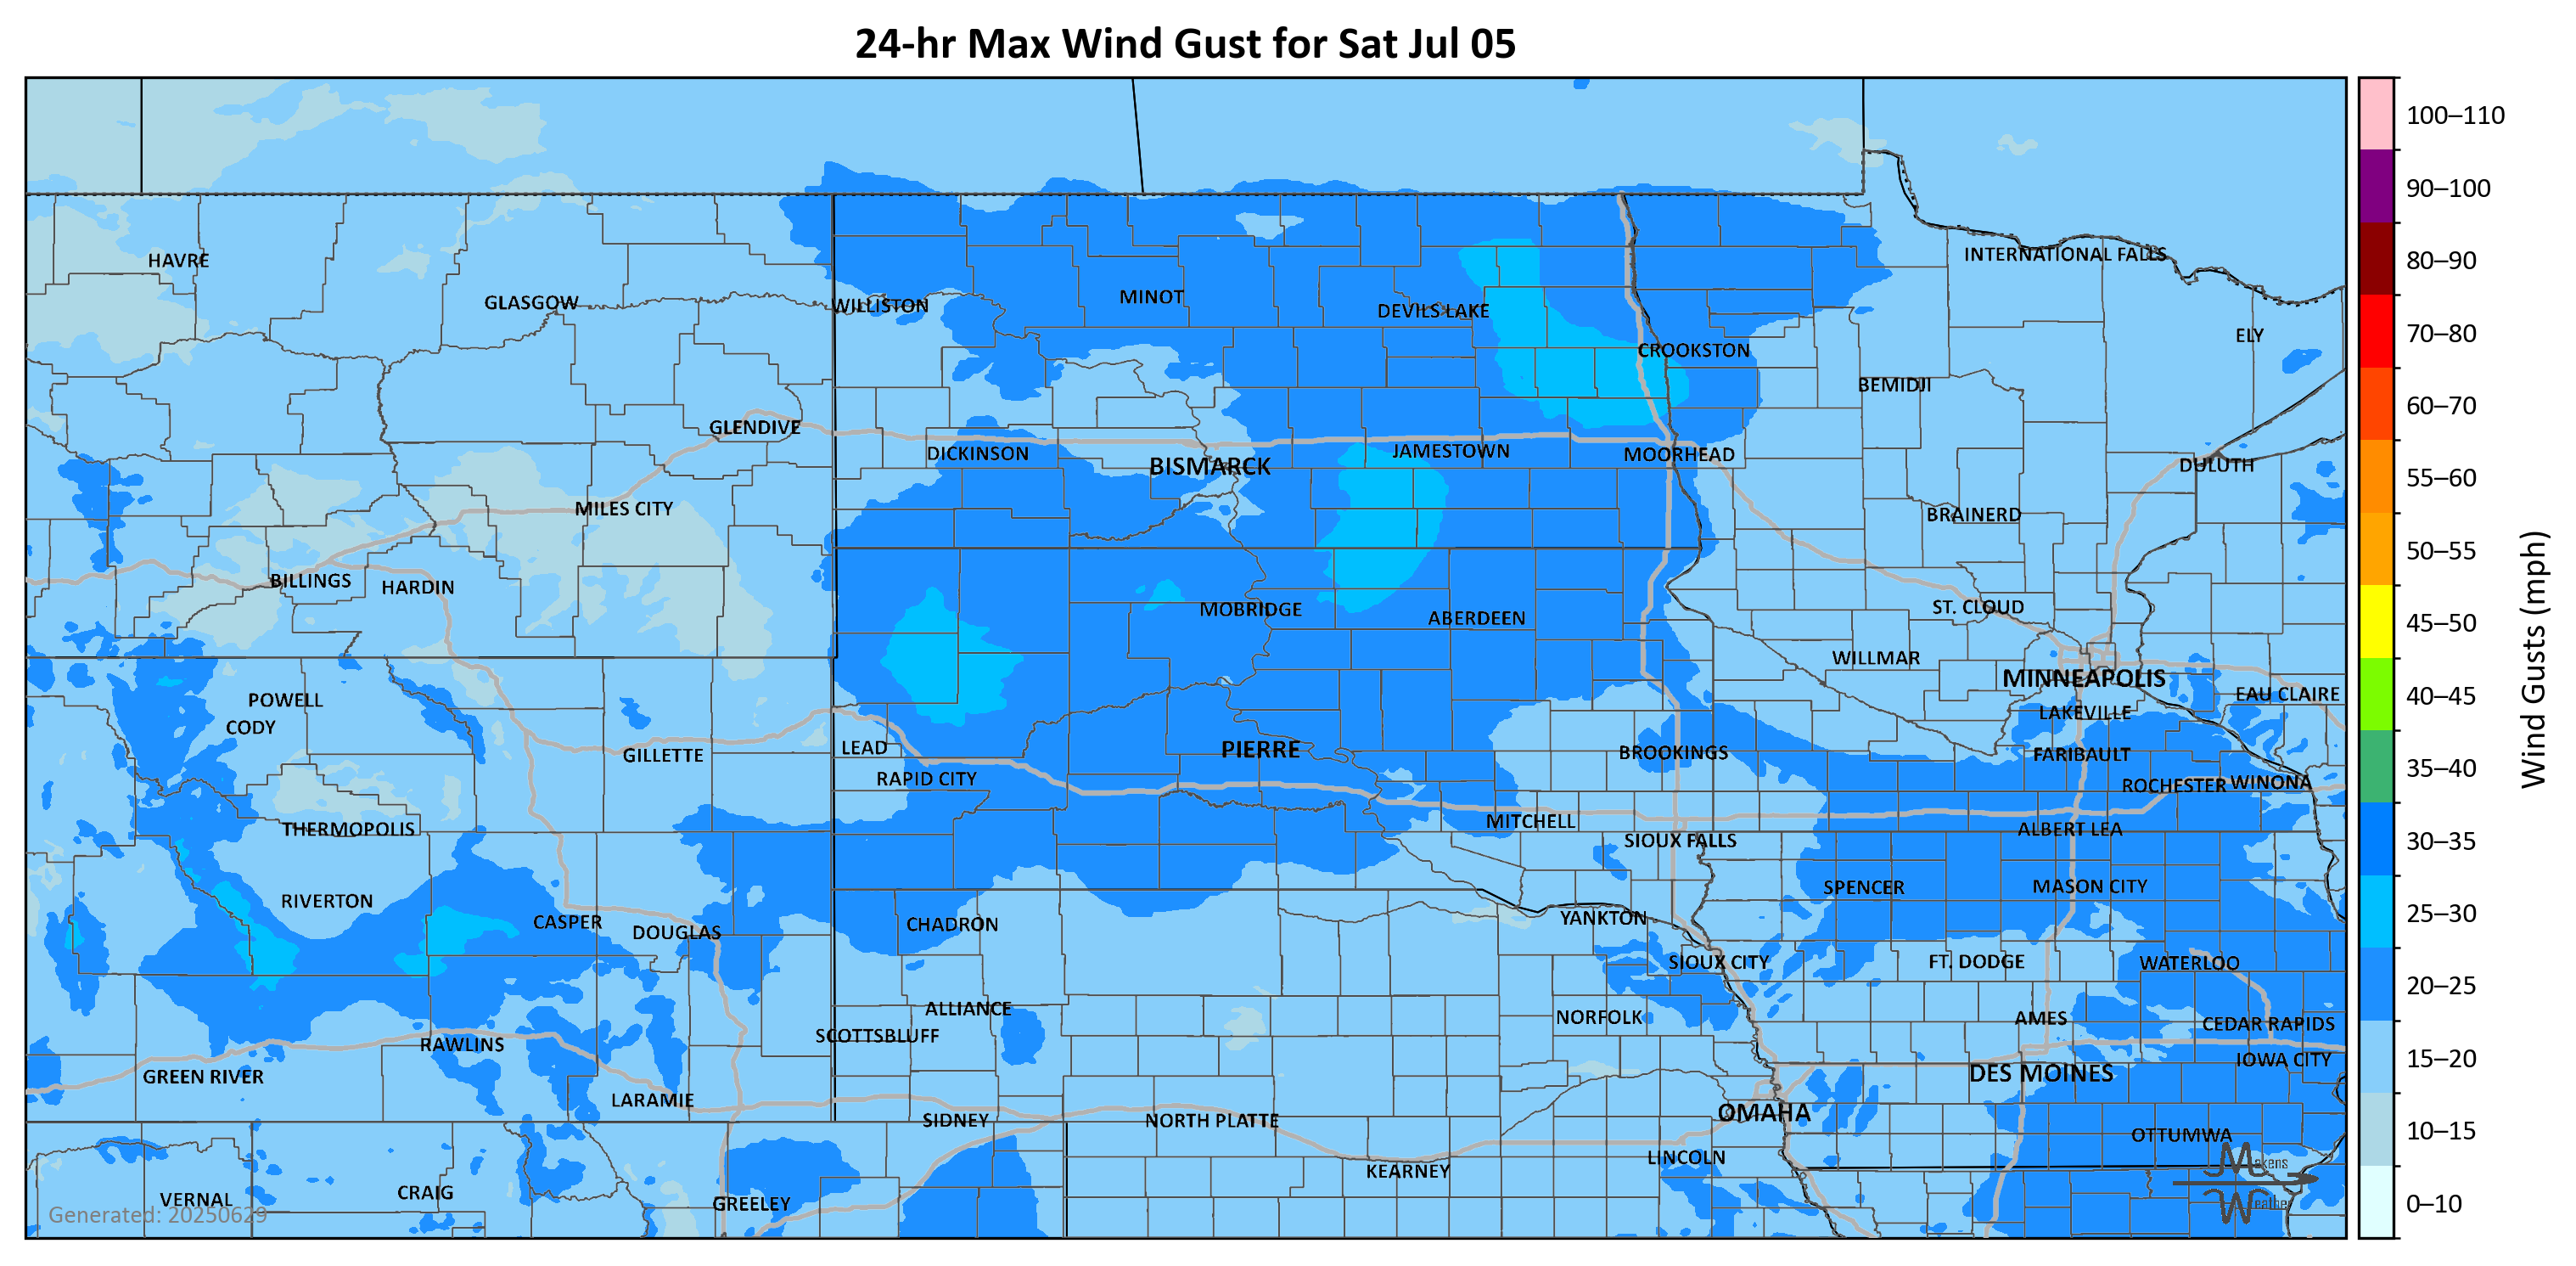 24-hr Max Wind Gust for Sat Jul 05
100–110
90–100
80–90
70–80
60–70
55–60
50–55
45–50
40–45
35–40
30–35
25–30
20–25
15–20
10–15
0–10
Wind Gusts (mph)
HAVRE
GLASGOW
WILLISTON
MINOT
DEVILS LAKE
INTERNATIONAL FALLS
ELY
CROOKSTON
BEMIDJI
GLENDIVE
DICKINSON
BISMARCK
JAMESTOWN
MOORHEAD
DULUTH
MILES CITY
BRAINERD
BILLINGS
HARDIN
MOBRIDGE
ABERDEEN
ST. CLOUD
WILLMAR
MINNEAPOLIS
EAU CLAIRE
POWELL
CODY
LAKEVILLE
GILLETTE
LEAD
PIERRE
BROOKINGS
FARIBAULT
RAPID CITY
ROCHESTER
WINONA
THERMOPOLIS
MITCHELL
SIOUX FALLS
ALBERT LEA
RIVERTON
SPENCER
MASON CITY
CASPER
DOUGLAS
CHADRON
YANKTON
SIOUX CITY
FT. DODGE
WATERLOO
ALLIANCE
SCOTTSBLUFF
NORFOLK
AMES
CEDAR RAPIDS
RAWLINS
IOWA CITY
GREEN RIVER
DES MOINES
LARAMIE
SIDNEY
NORTH PLATTE
OMAHA
OTTUMWA
KEARNEY
LINCOLN
VERNAL
CRAIG
GREELEY
Generated: 20250629
Makens
Weather